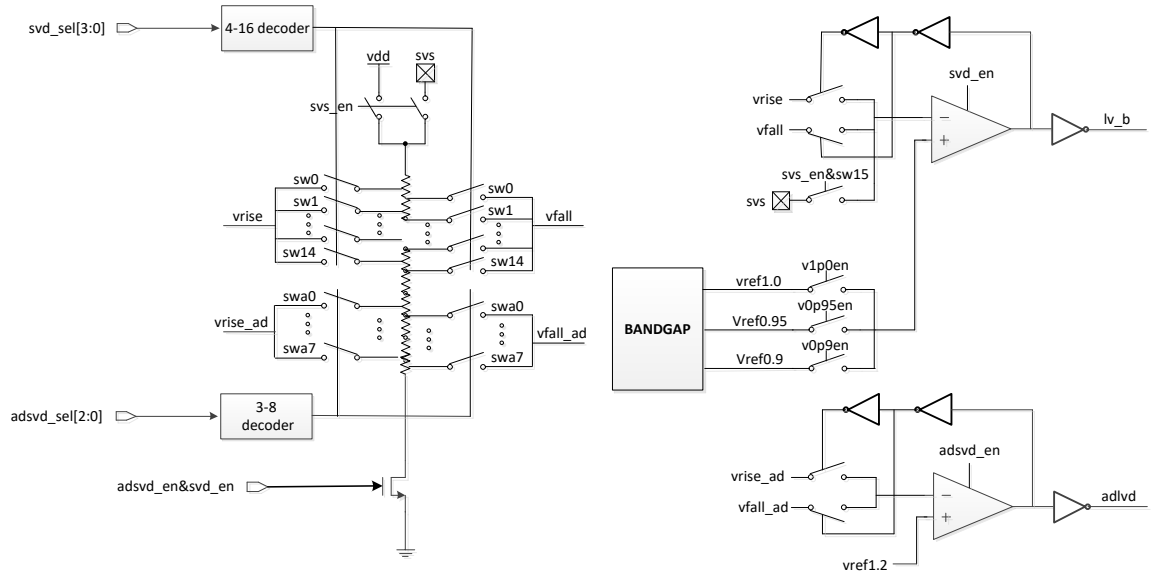 svd_sel[3:0]
4-16 decoder
vdd
svs
svs_en
sw0
sw1
sw14
vrise
sw0
sw1
sw14
vfall
swa0
swa7
vrise_ad
swa0
swa7
vfall_ad
adsvd_sel[2:0]
3-8
decoder
adsvd_en&svd_en
svd_en
vrise
vfall
−
+
lv_b
svs_en&sw15
svs
BANDGAP
vref1.0
v1p0en
Vref0.95
v0p95en
Vref0.9
v0p9en
adsvd_en
vrise_ad
vfall_ad
−
+
adlvd
vref1.2